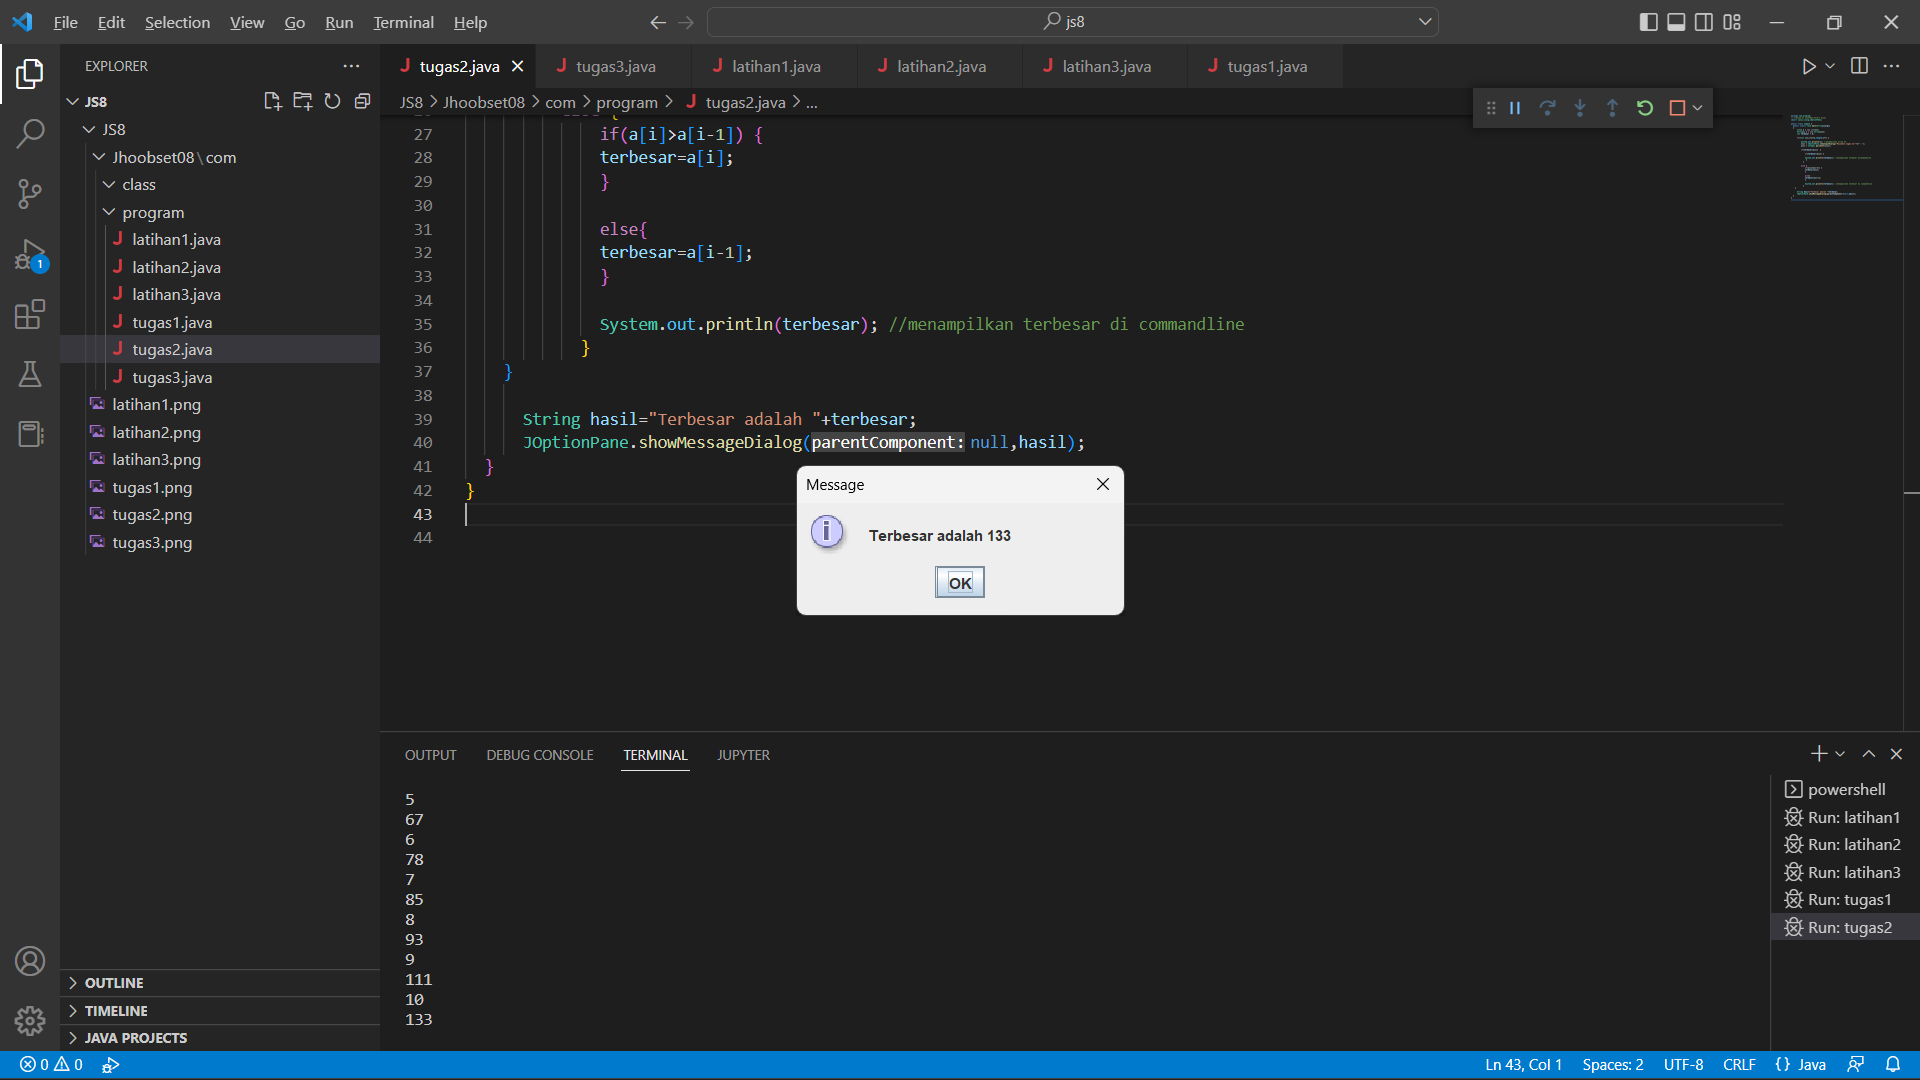 File Edit Selection View Go Run Terminal Help
js8
EXPLORER
JS8
JS8
Jhoobset08\com
class
program
latihan1.java
latihan2.java
latihan3.java
tugas1.java
tugas2.java
tugas3.java
latihan1.png
latihan2.png
latihan3.png
tugas1.png
tugas2.png
tugas3.png
OUTLINE
TIMELINE
JAVA PROJECTS
1
tugas2.java tugas3.java latihan1.java latihan2.java latihan3.java tugas1.java
JS8 > Jhoobset08 > com > program > tugas2.java > ...
27 if(a[i]>a[i-1]) {
28 terbesar=a[i];
29 }
30
31 else{
32 terbesar=a[i-1];
33 }
34
35 System.out.println(terbesar); //menampilkan terbesar di commandline
36 }
37 }
38
39 String hasil="Terbesar adalah "+terbesar;
40 JOptionPane.showMessageDialog(parentComponent: null,hasil);
41 }
42 }
43
44
Message
Terbesar adalah 133
OK
OUTPUT DEBUG CONSOLE TERMINAL JUPYTER
5
67
6
78
7
85
8
93
9
111
10
133
powershell
Run: latihan1
Run: latihan2
Run: latihan3
Run: tugas1
Run: tugas2
0 0
Ln 43, Col 1 Spaces: 2 UTF-8 CRLF {} Java